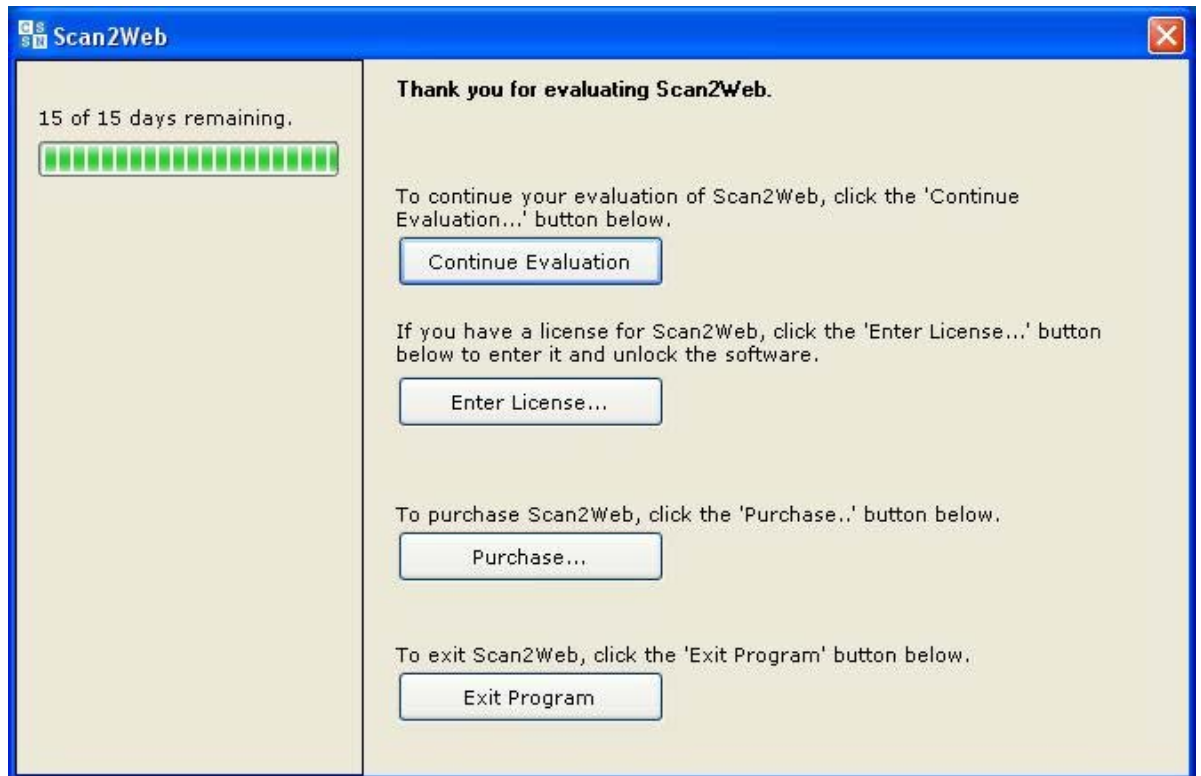 CSSN Scan2Web
15 of 15 days remaining.
Thank you for evaluating Scan2Web.
To continue your evaluation of Scan2Web, click the 'Continue
Evaluation...' button below.
Continue Evaluation
If you have a license for Scan2Web, click the 'Enter License...' button
below to enter it and unlock the software.
Enter License...
To purchase Scan2Web, click the 'Purchase..' button below.
Purchase...
To exit Scan2Web, click the 'Exit Program' button below.
Exit Program